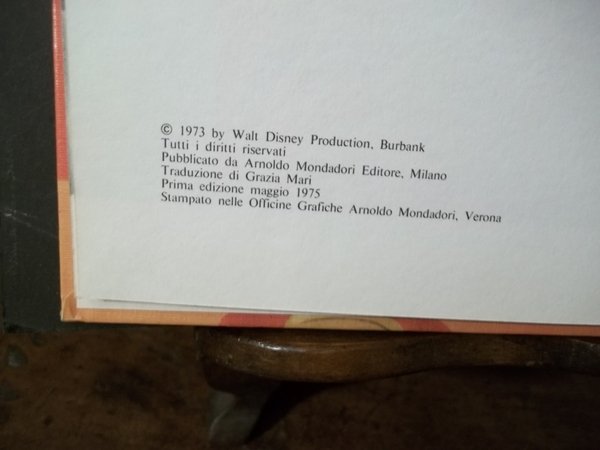 © 1973 by Walt Disney Production, Burbank
Tutti i diritti riservati
Pubblicato da Arnoldo Mondadori Editore, Milano
Traduzione di Grazia Mari
Prima edizione maggio 1975
Stampato nelle Officine Grafiche Arnoldo Mondadori, Verona